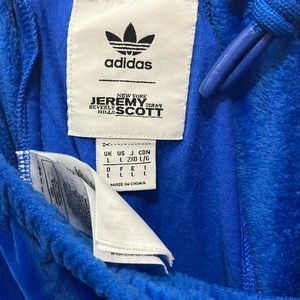 adidas
NEW YORK
JEREMY PARIS
BEVERLY HILLS SCOTT
UK US J CDN
L L 2XO L/G
D F E I
L L L L
MADE IN CHINA